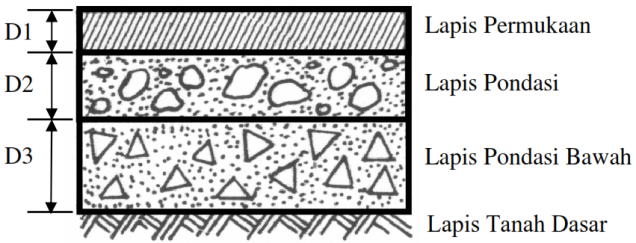 D1 Lapis Permukaan
D2 Lapis Pondasi
D3 Lapis Pondasi Bawah
Lapis Tanah Dasar